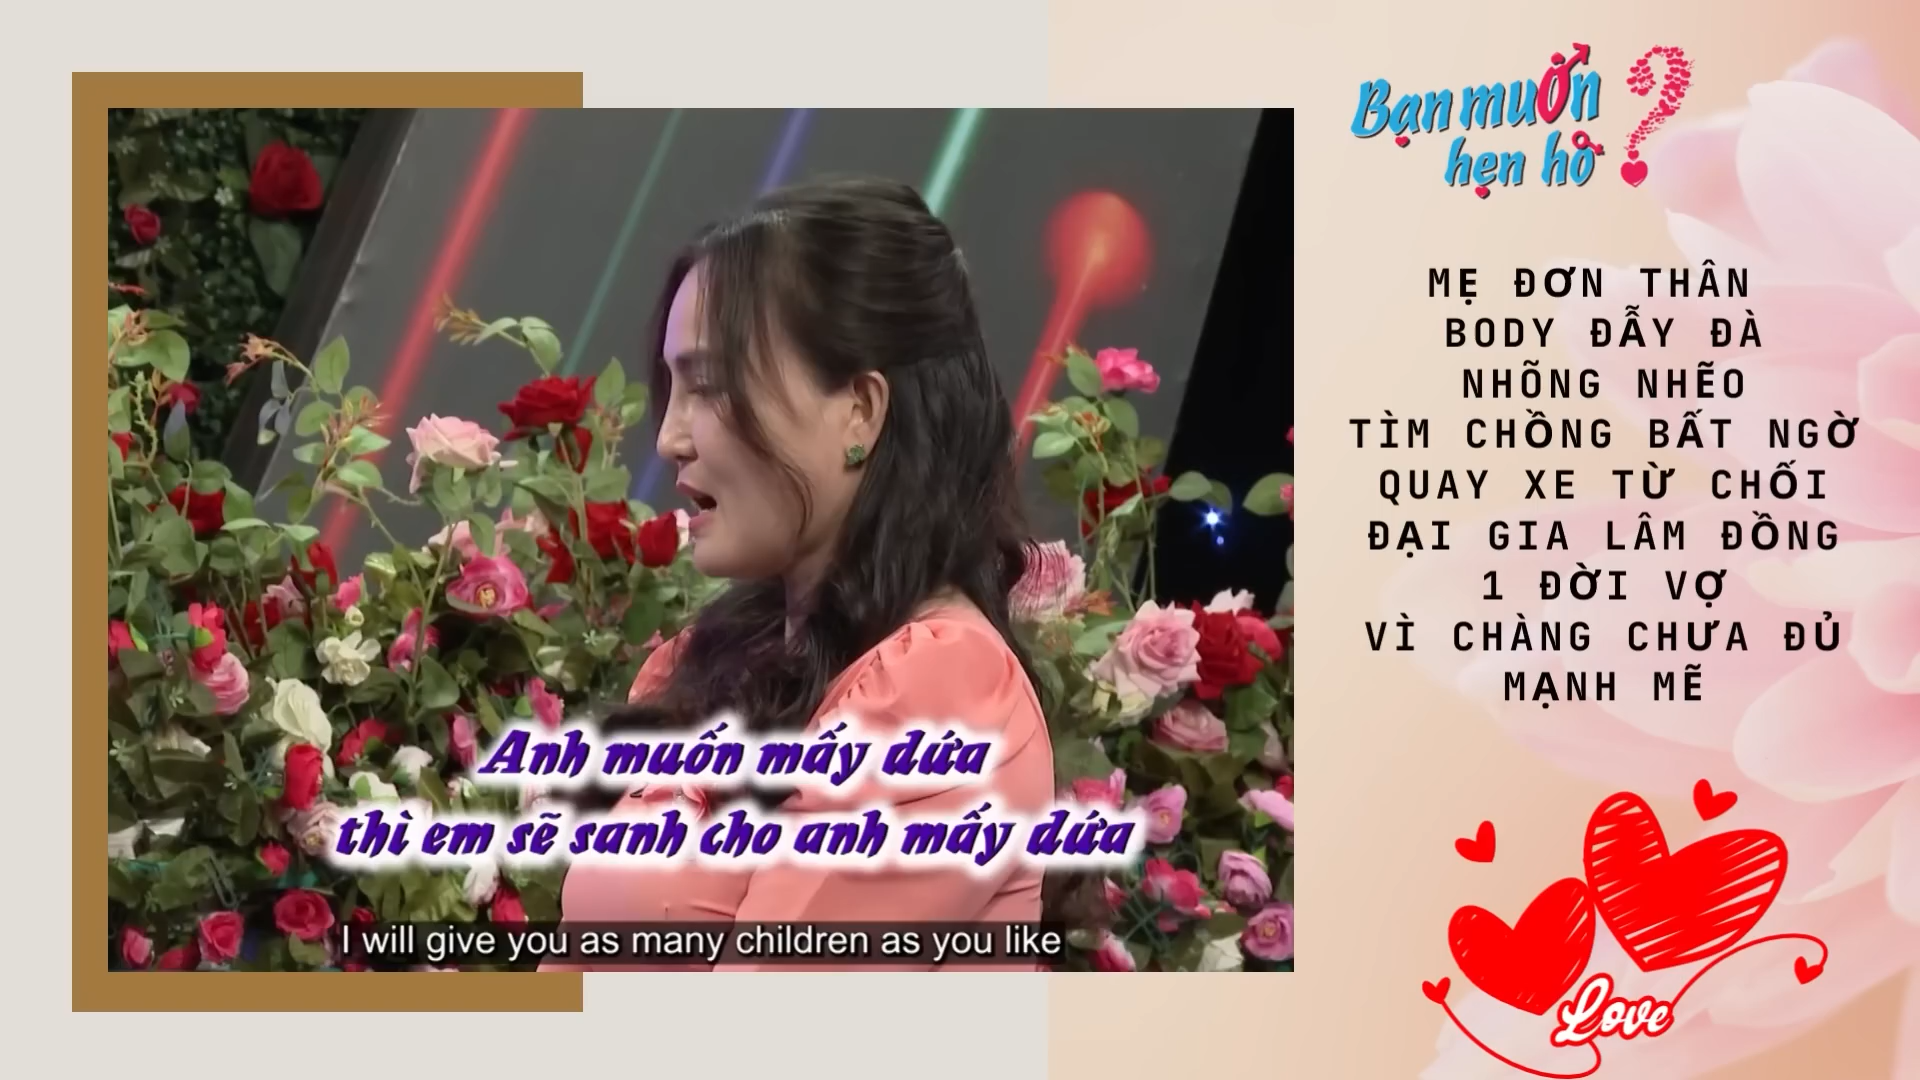 Bạn muốn
hẹn hò?
MẸ ĐƠN THÂN
BODY ĐẪY ĐÀ
NHÕNG NHẼO
TÌM CHỒNG BẤT NGỜ
QUAY XE TỪ CHỐI
ĐẠI GIA LÂM ĐỒNG
1 ĐỜI VỢ
VÌ CHÀNG CHƯA ĐỦ
MẠNH MẼ
Anh muốn mấy dứa
thì em sẽ sanh cho anh mấy dứa
I will give you as many children as you like
Love